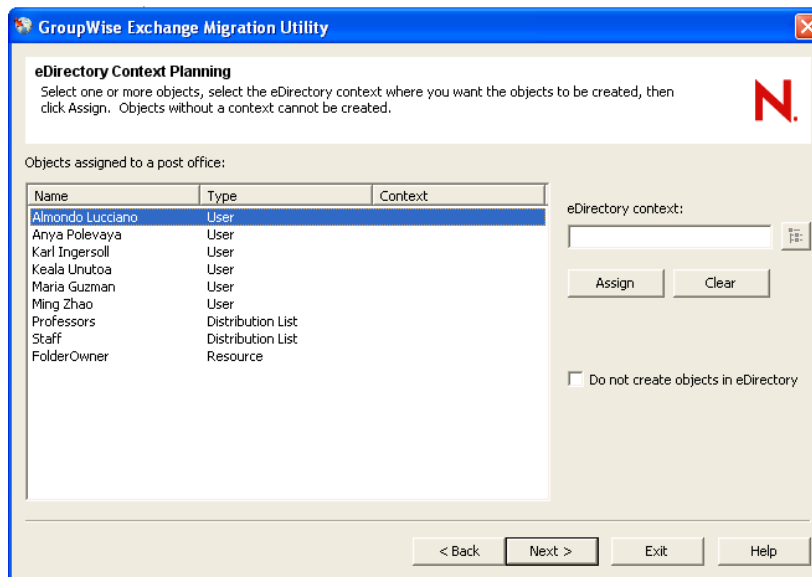 GroupWise Exchange Migration Utility
eDirectory Context Planning
Select one or more objects, select the eDirectory context where you want the objects to be created, then
click Assign. Objects without a context cannot be created.
N.
Objects assigned to a post office:
Name Type Context
Almondo Lucciano User
Anya Polevaya User
Karl Ingersoll User
Keala Unutoa User
Maria Guzman User
Ming Zhao User
Professors Distribution List
Staff Distribution List
FolderOwner Resource
eDirectory context:
Assign Clear
Do not create objects in eDirectory
< Back Next > Exit Help